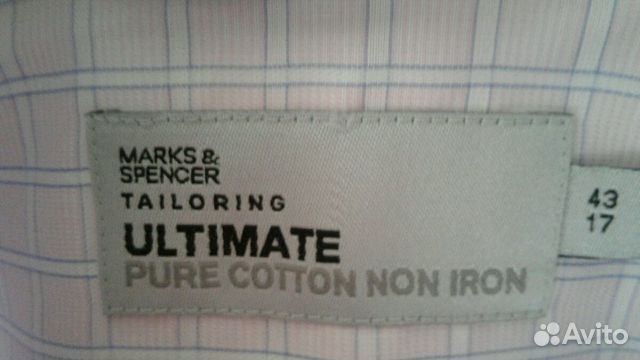 MARKS &
SPENCER
TAILORING
ULTIMATE
PURE COTTON NON IRON
43
17
Avito